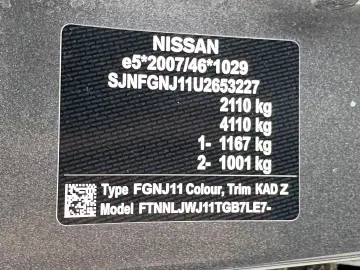 NISSAN
e5*2007/46*1029
SJNFGNJ11U2653227
2110 kg
4110 kg
1- 1167 kg
2- 1001 kg
Type FGNJ11 Colour, Trim KAD Z
Model FTNNLJWJ11TGB7LE7-